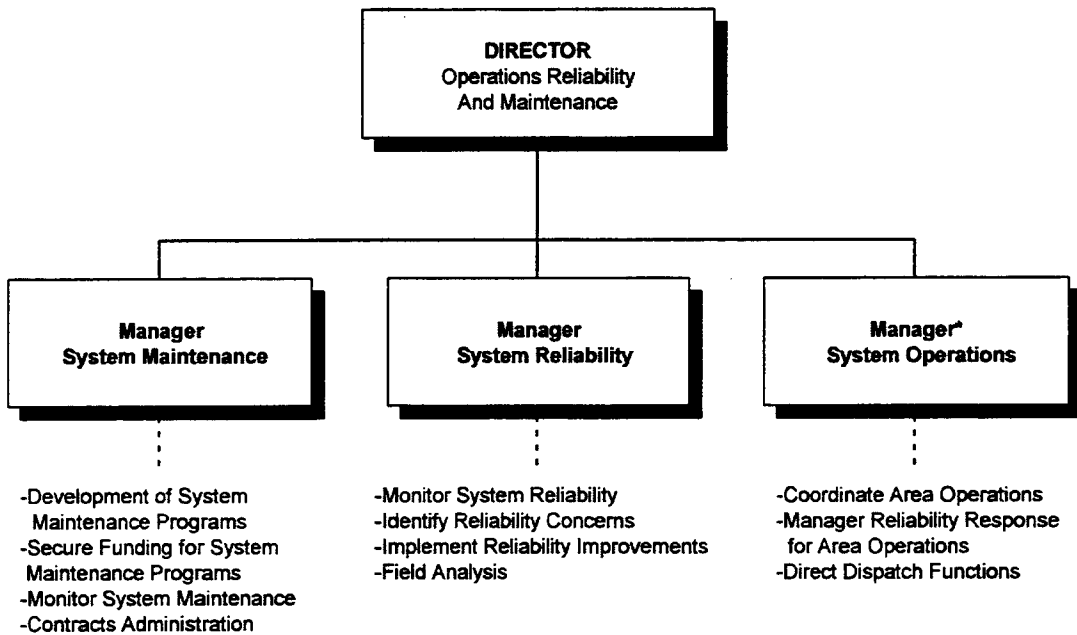 DIRECTOR
Operations Reliability
And Maintenance
Manager
System Maintenance
Manager
System Reliability
Manager*
System Operations
-Development of System
Maintenance Programs
-Secure Funding for System
Maintenance Programs
-Monitor System Maintenance
-Contracts Administration
-Monitor System Reliability
-Identify Reliability Concerns
-Implement Reliability Improvements
-Field Analysis
-Coordinate Area Operations
-Manager Reliability Response
for Area Operations
-Direct Dispatch Functions